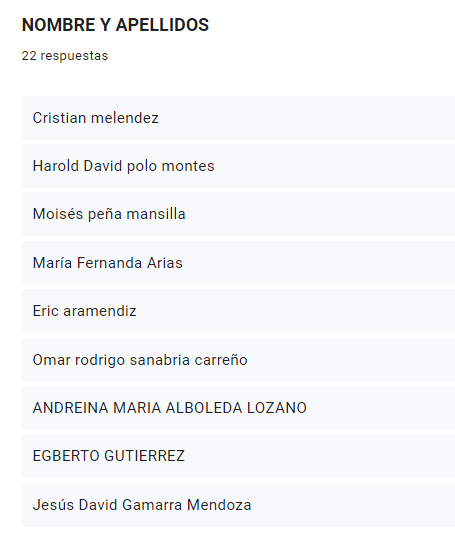 NOMBRE Y APELLIDOS
22 respuestas
Cristian melendez
Harold David polo montes
Moisés peña mansilla
María Fernanda Arias
Eric aramendiz
Omar rodrigo sanabria carreño
ANDREINA MARIA ALBOLEDA LOZANO
EGBERTO GUTIERREZ
Jesús David Gamarra Mendoza